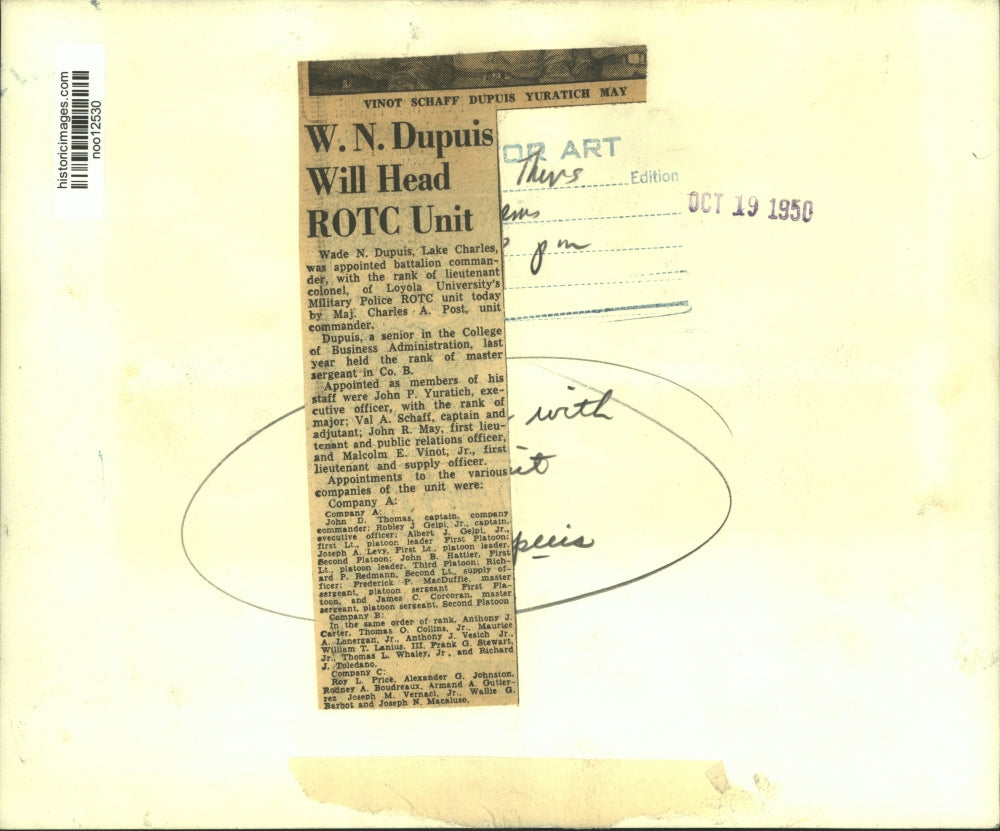 historicimages.com
noo12530
VINOT SCHAFF DUPUIS YURATICH MAY
W. N. Dupuis
Will Head
ROTC Unit
Wade N. Dupuis, Lake Charles,
was appointed battalion comman-
der, with the rank of lieutenant
colonel, of Loyola University's
Military Police ROTC unit today
by Maj. Charles A. Post, unit
commander.
Dupuis, a senior in the College
of Business Administration, last
year held the rank of master
sergeant in Co. B.
Appointed as members of his
staff were John P. Yuratich, exe-
cutive officer, with the rank of
major; Val A. Schaff, captain and
adjutant; John R. May, first lieu-
tenant and public relations officer,
and Malcolm E. Vinot, Jr., first
lieutenant and supply officer.
Appointments to the various
companies of the unit were:
Company A:
Company A:
John D. Thomas, captain, company
commander; Robley J Gelpi, Jr., captain,
executive officer; Albert J. Gelpi, Jr.,
first Lt., platoon leader First Platoon;
Joseph A. Levy, First Lt., platoon leader,
Second Platoon; John B. Hattier, First
Lt., platoon leader, Third Platoon; Rich-
ard P. Redmann, Second Lt., supply of-
ficer; Frederick P. MacDuffie, master
sergeant, platoon sergeant First Pla-
toon, and James C. Corcoran, master
sergeant, platoon sergeant, Second Platoon
Company B:
In the same order of rank, Anthony J.
Carter, Thomas O. Collins, Jr., Maurice
A. Lonergan, Jr., Anthony J. Vesich Jr.,
William T. Lanius, III, Frank G. Stewart,
Jr., Thomas L. Whaley, Jr., and Richard
J. Toledano.
Company C:
Roy L. Price, Alexander G. Johnston,
Rodney A. Boudreaux, Armand A. Gutier-
rez Joseph M. Vernaci, Jr., Wallie G.
Barbot and Joseph N. Macaluso.
OR ART
Thurs Edition
ems
pm
OCT 19 1950
with
it
puis